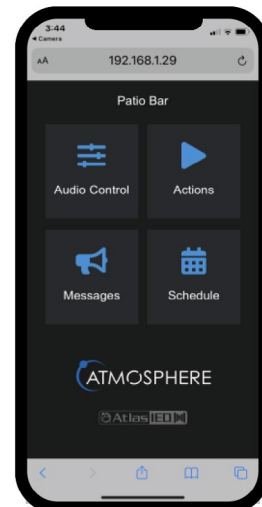 3:44
Camera
AA 192.168.1.29
Patio Bar
Audio Control Actions
Messages Schedule
ATMOSPHERE
AtlasIED